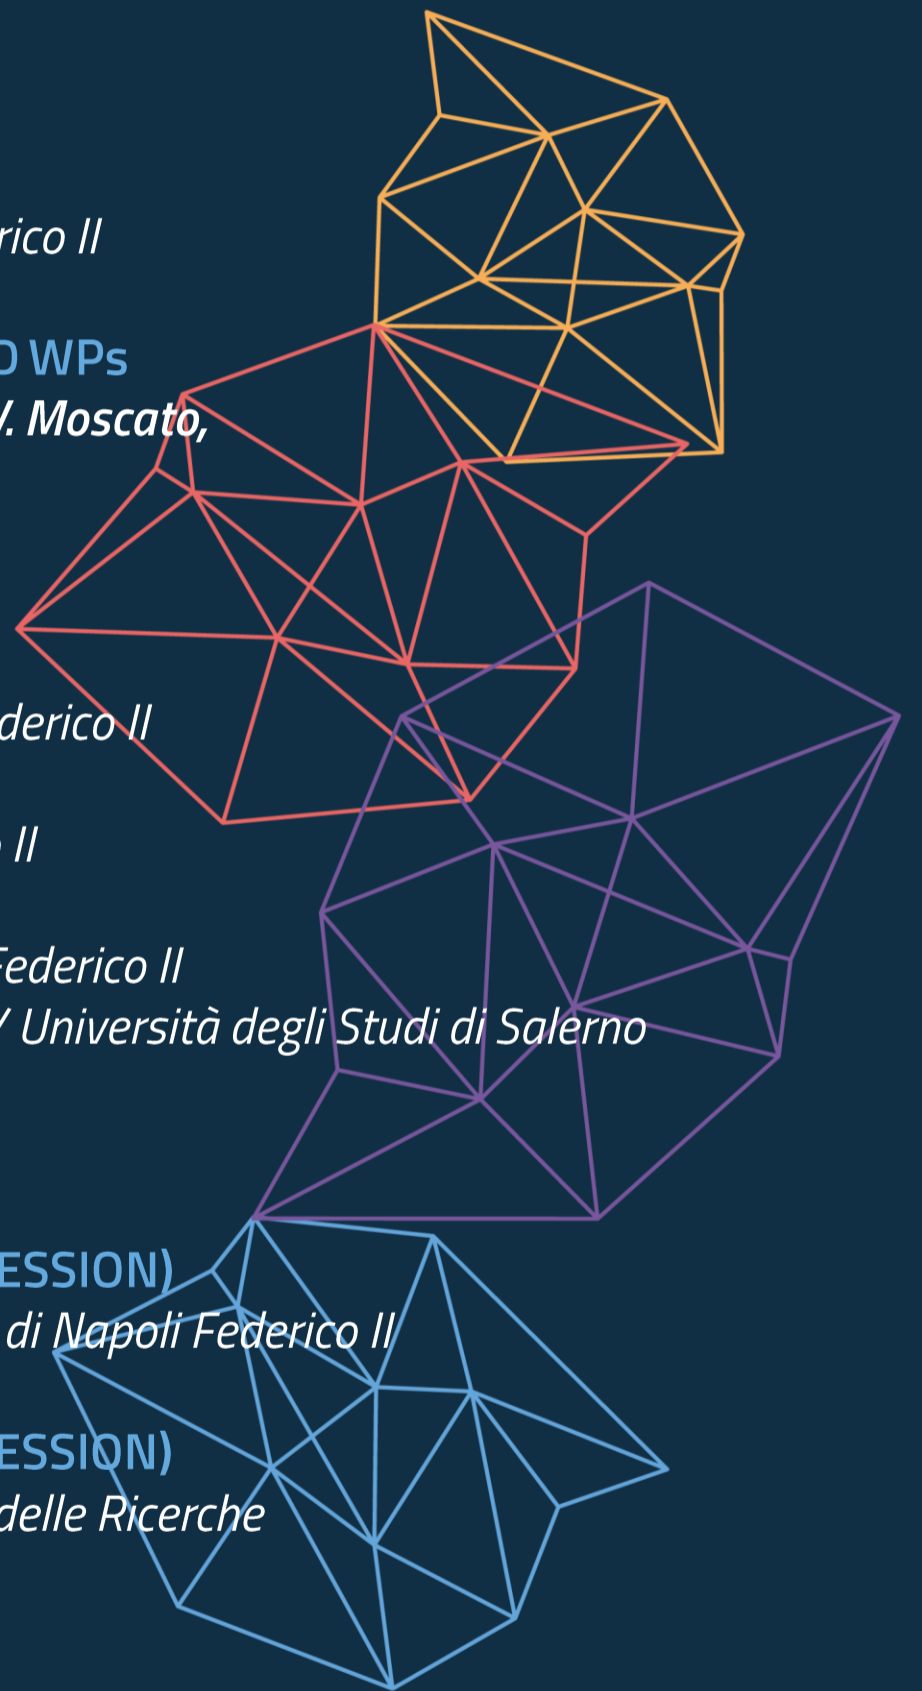 rico II
WPs
V. Moscato,
derico II
II
Federico II
/ Università degli Studi di Salerno
ESSION)
di Napoli Federico II
ESSION)
delle Ricerche